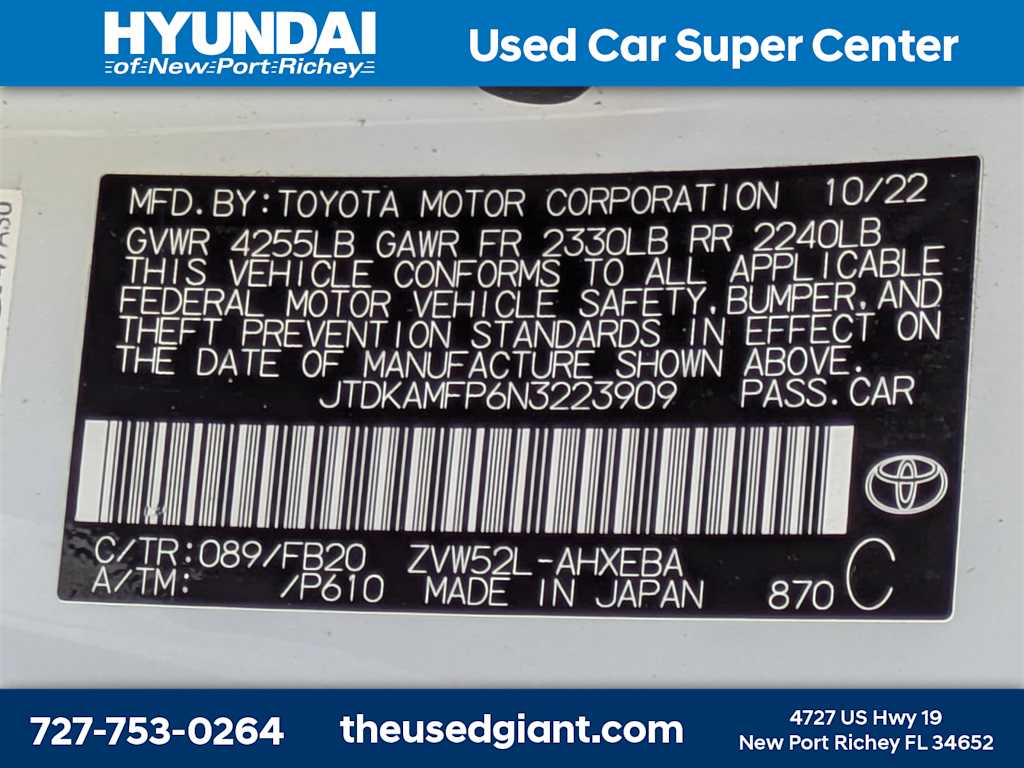 HYUNDAI
of New Port Richey
Used Car Super Center
MFD. BY: TOYOTA MOTOR CORPORATION 10/22
GVWR 4255LB GAWR FR 2330LB RR 2240LB
THIS VEHICLE CONFORMS TO ALL APPLICABLE
FEDERAL MOTOR VEHICLE SAFETY, BUMPER, AND
THEFT PREVENTION STANDARDS IN EFFECT ON
THE DATE OF MANUFACTURE SHOWN ABOVE.
JTDKAMFP6N3223909 PASS. CAR
C/TR: 089/FB20 ZVW52L-AHXEBA
A/TM: /P610 MADE IN JAPAN 870 C
727-753-0264
theusedgiant.com
4727 US Hwy 19
New Port Richey FL 34652